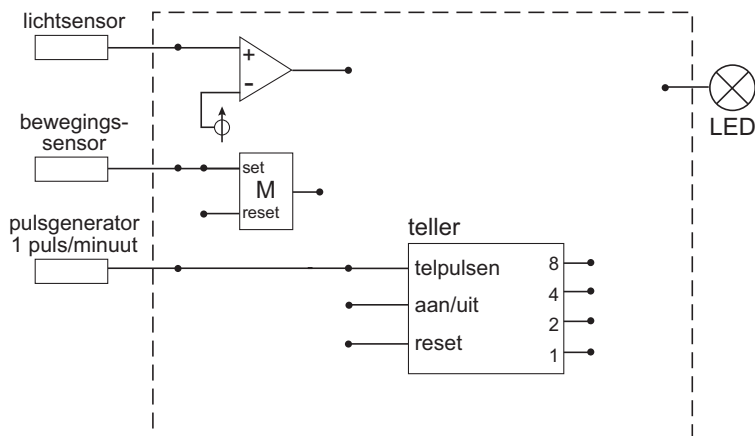 lichtsensor
+
-
LED
bewegings-
sensor
set
M
reset
pulsgenerator
1 puls/minuut
teller
telpulsen
aan/uit
reset
8
4
2
1